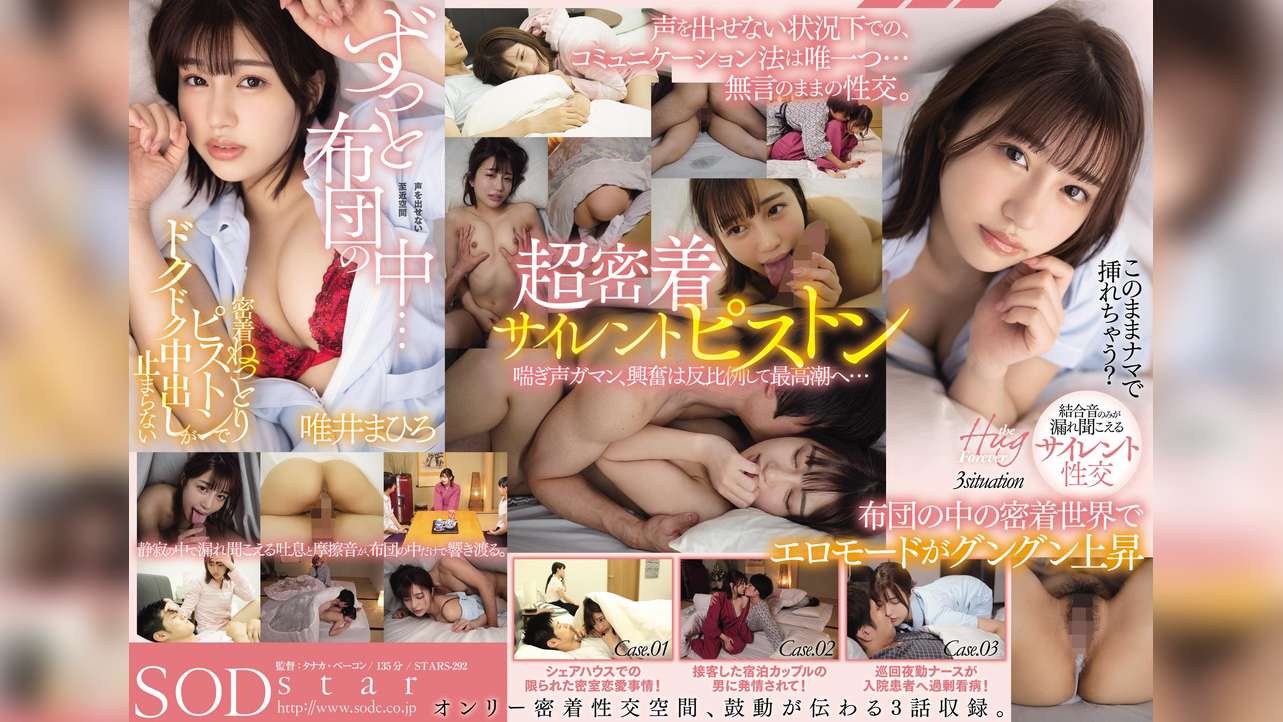 ずっと
布団の
中…
声を出せない
至近空間
密着ねっとり
ピストンで
ドクドク中出しが
止まらない
唯井まひろ
声を出せない状況下での、
コミュニケーション法は唯一つ…
無言のままの性交。
超密着
サイレントピストン
喘ぎ声ガマン、興奮は反比例して最高潮へ…
このままナマで
挿れちゃう?
the
Hug
Forever
3situation
結合音のみが
漏れ聞こえる
サイレント
性交
布団の中の密着世界で
エロモードがグングン上昇
静寂の中で漏れ聞こえる吐息と摩擦音が、布団の中だけで響き渡る。
Case.01
シェアハウスでの
限られた密室恋愛事情!
Case.02
接客した宿泊カップルの
男に発情されて!
Case.03
巡回夜勤ナースが
入院患者へ過剰看病!
SOD
star
監督:タナカ・ベーコン/135分/STARS-292
http://www.sodc.co.jp
オンリー密着性交空間、鼓動が伝わる3話収録。